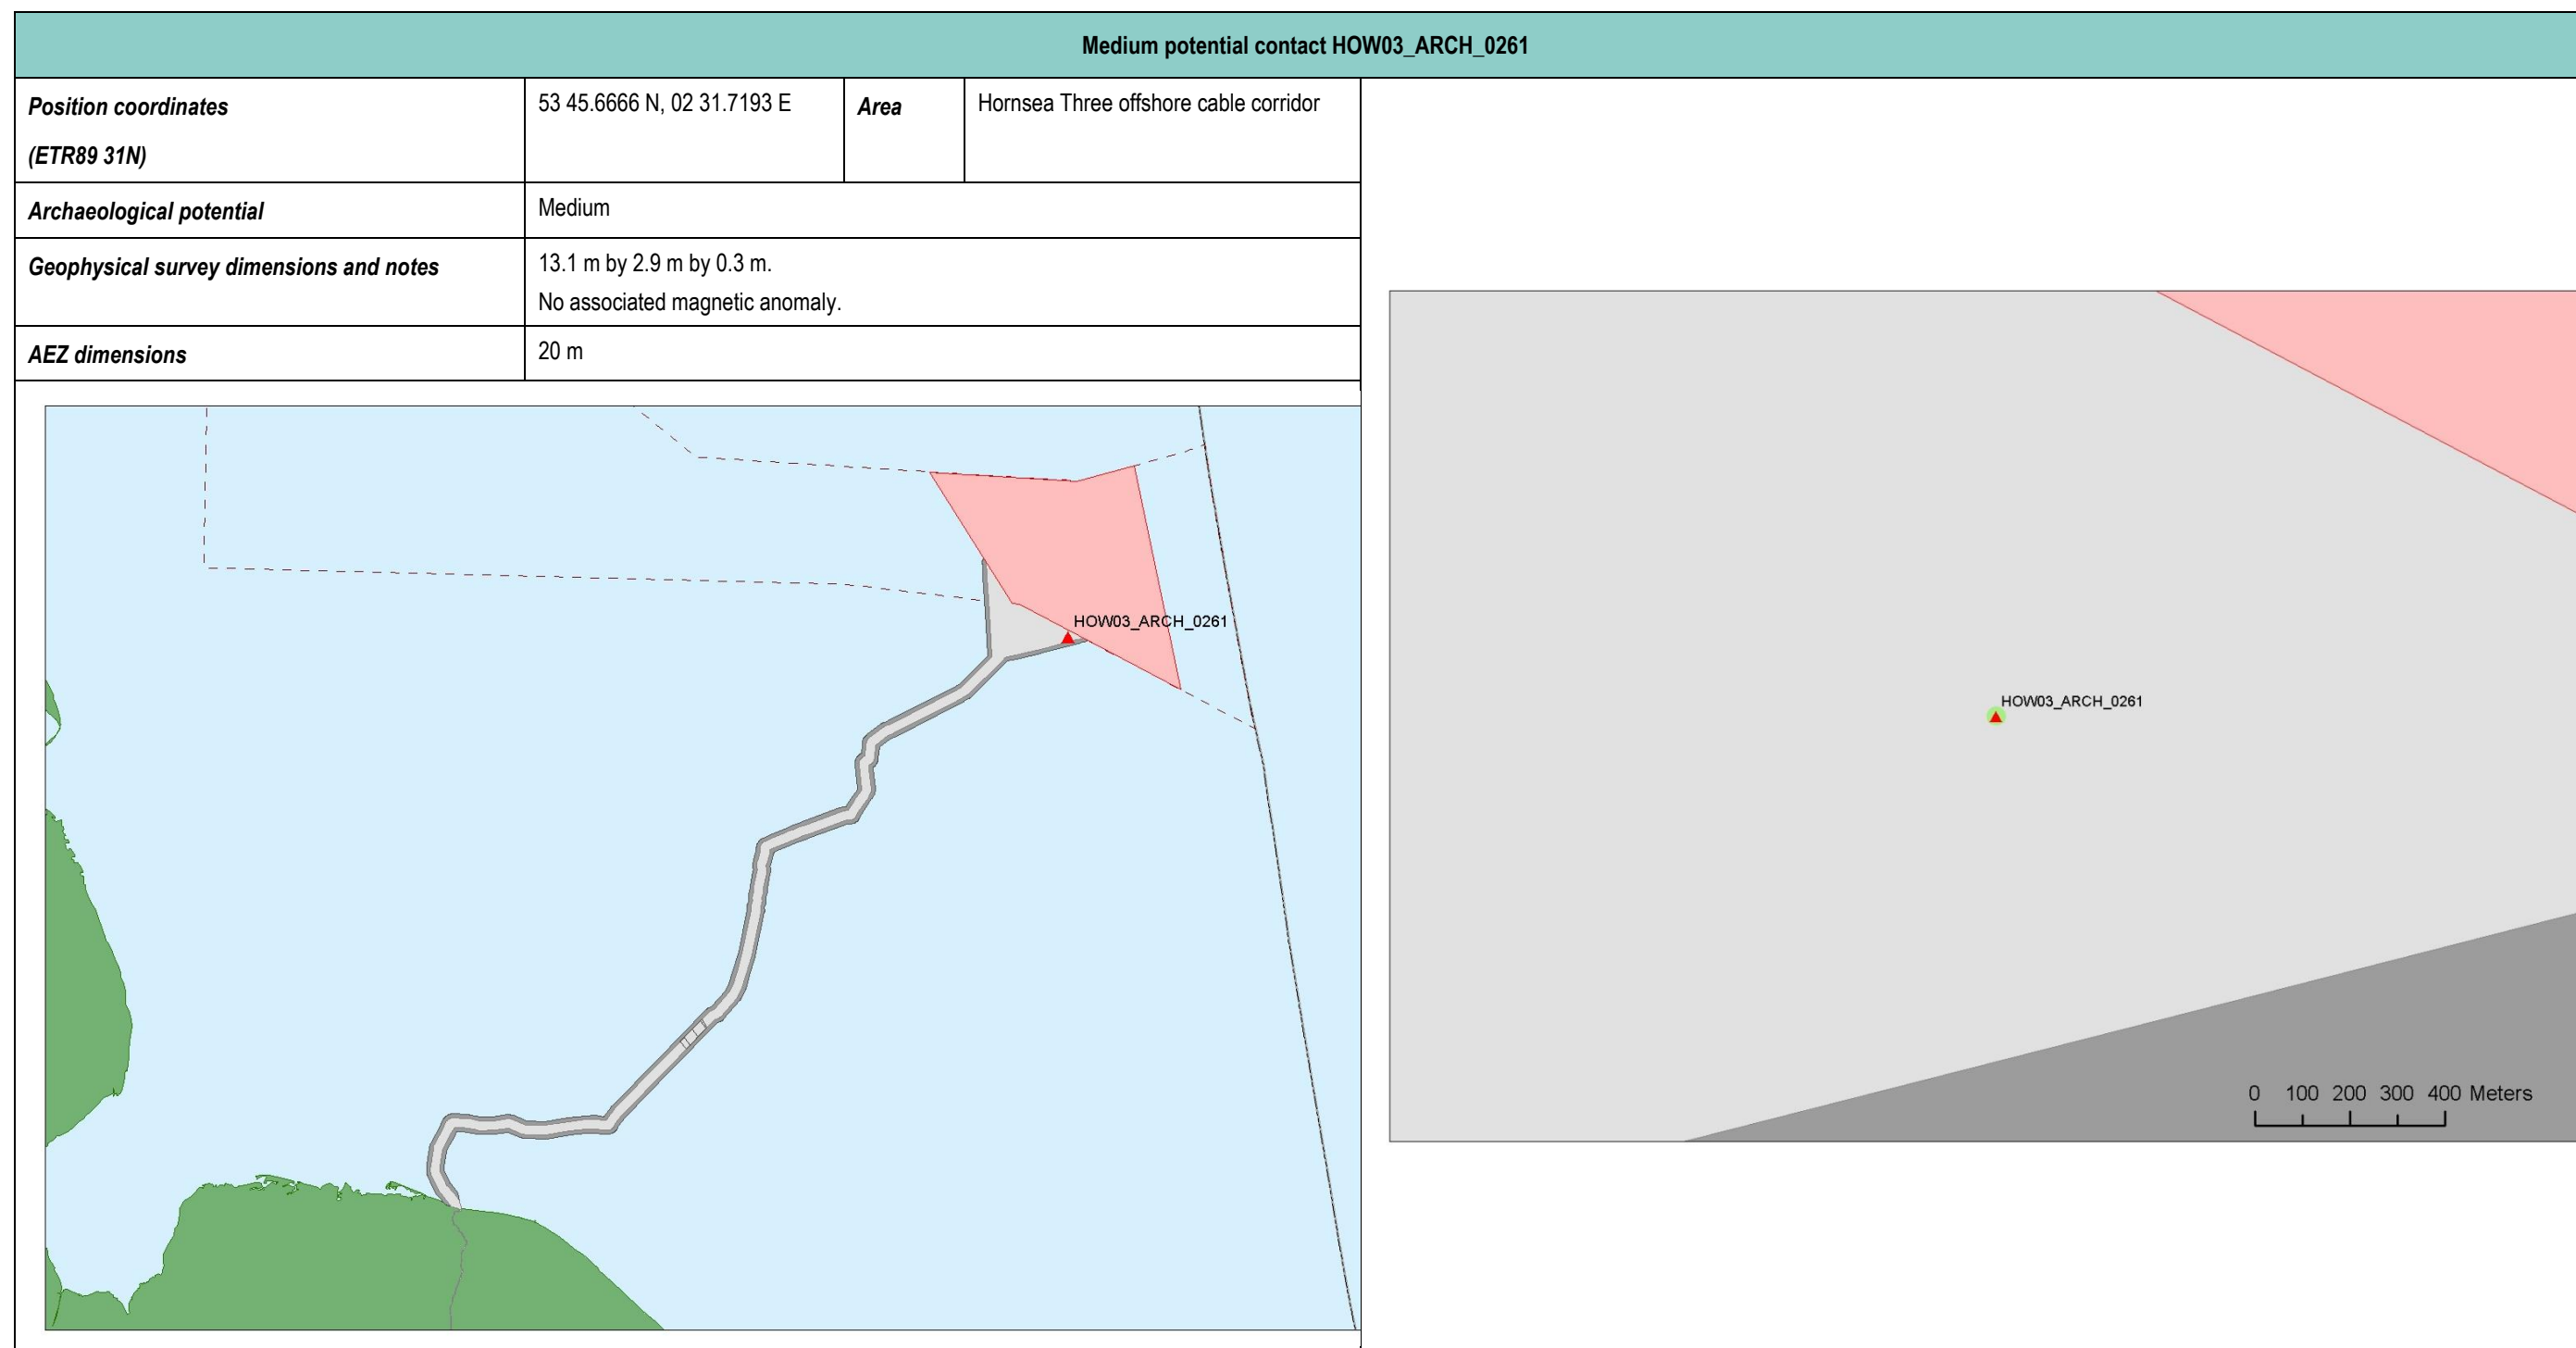 Medium potential contact HOW03_ARCH_0261
Position coordinates
(ETR89 31N)
53 45.6666 N, 02 31.7193 E
Area
Hornsea Three offshore cable corridor
Archaeological potential
Medium
Geophysical survey dimensions and notes
13.1 m by 2.9 m by 0.3 m.
No associated magnetic anomaly.
AEZ dimensions
20 m
HOW03_ARCH_0261
HOW03_ARCH_0261
0 100 200 300 400 Meters